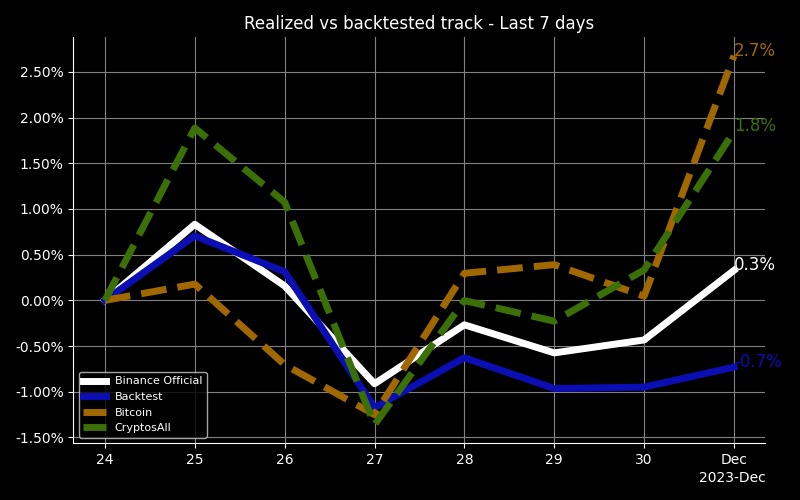 Realized vs backtested track - Last 7 days
2.7%
2.50%
2.00%
1.8%
1.50%
1.00%
0.50%
0.3%
0.00%
-0.50%
-0.7%
-1.00%
-1.50%
Binance Official
Backtest
Bitcoin
CryptosAll
24 25 26 27 28 29 30 Dec
2023-Dec